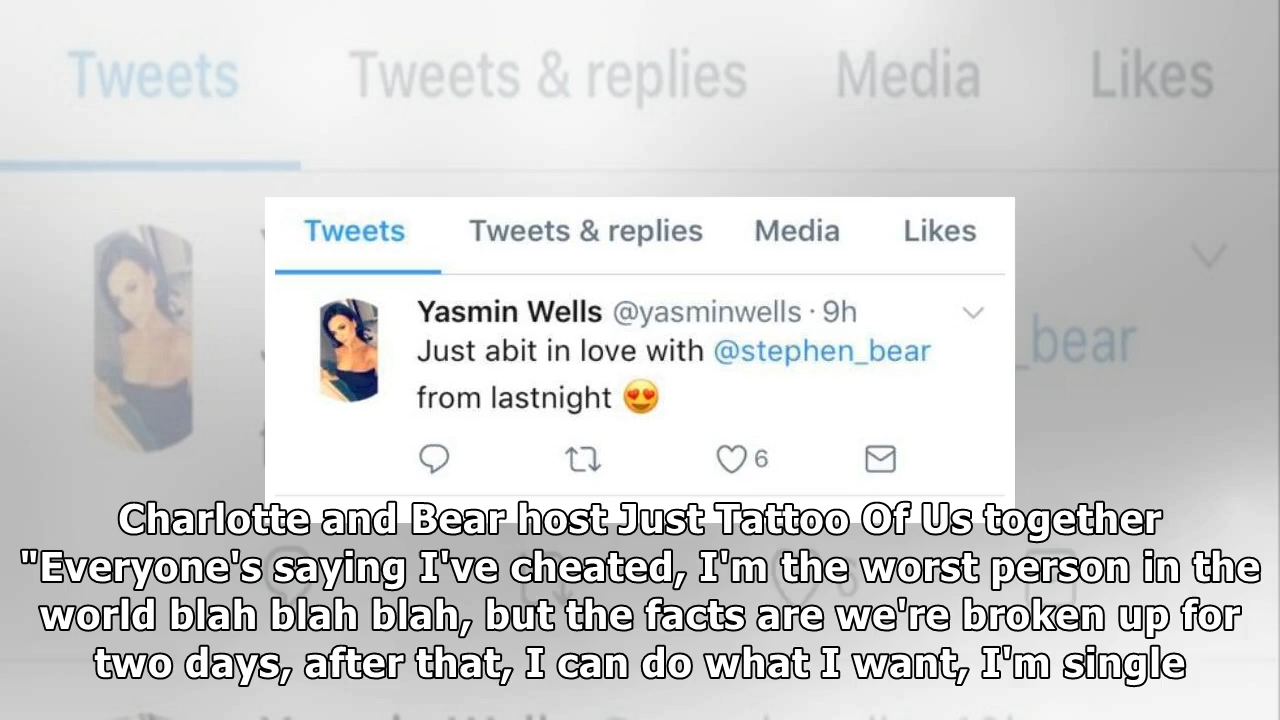 Tweets Tweets & replies Media Likes
Tweets Tweets & replies Media Likes
Yasmin Wells @yasminwells · 9h
Just abit in love with @stephen_bear
_bear
from lastnight 😍
6
Charlotte and Bear host Just Tattoo Of Us together
"Everyone's saying I've cheated, I'm the worst person in the
world blah blah blah, but the facts are we're broken up for
two days, after that, I can do what I want, I'm single